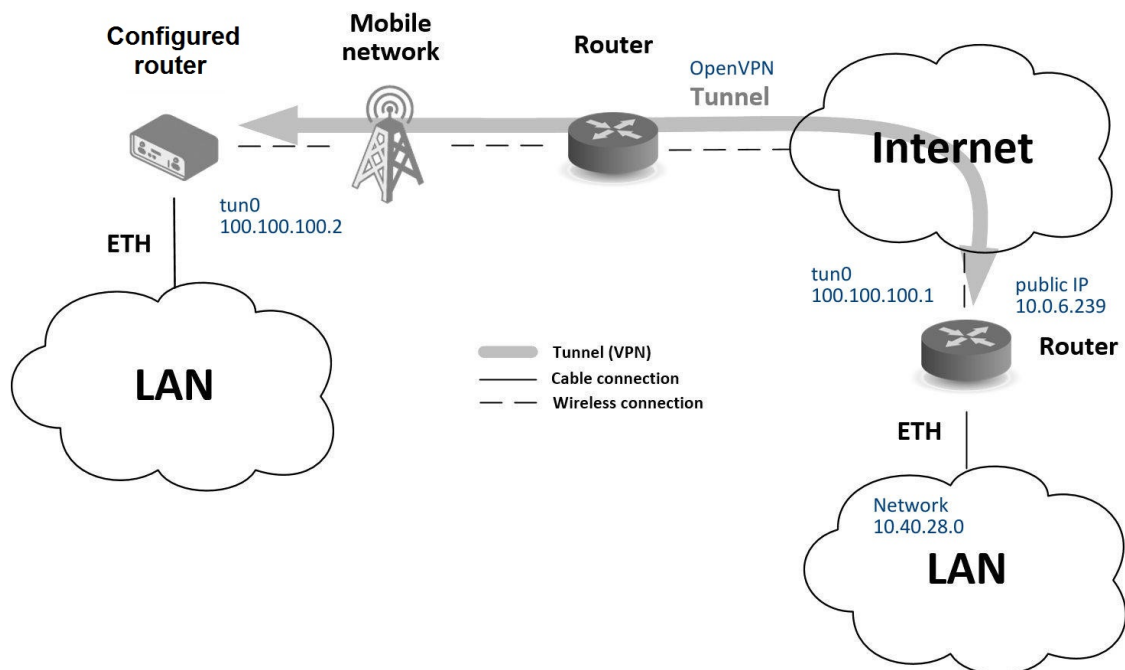 Configured
router
Mobile
network
Router
OpenVPN
Tunnel
Internet
tun0
100.100.100.2
ETH
LAN
tun0
100.100.100.1
public IP
10.0.6.239
Router
Tunnel (VPN)
Cable connection
Wireless connection
ETH
Network
10.40.28.0
LAN